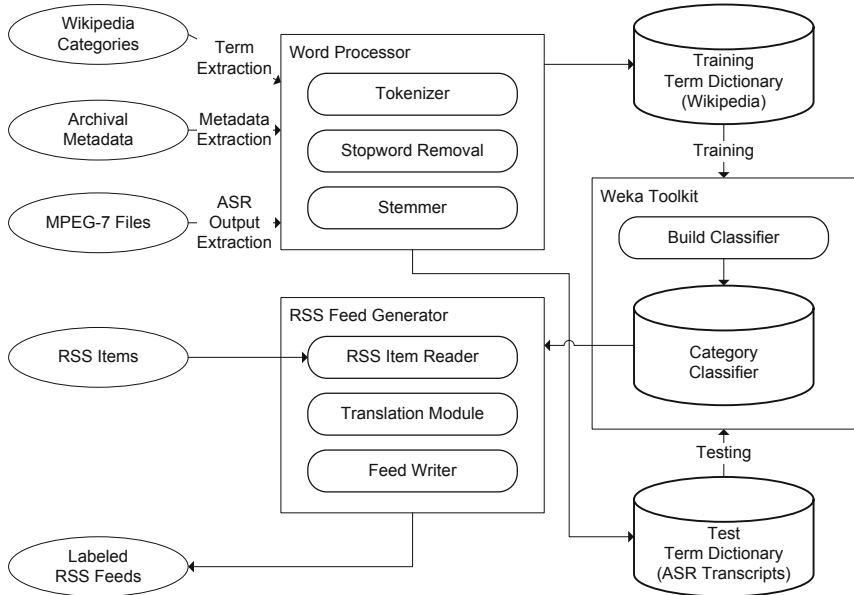 Wikipedia
Categories
Term
Extraction
Archival
Metadata
Metadata
Extraction
MPEG-7 Files
ASR
Output
Extraction
Word Processor
Tokenizer
Stopword Removal
Stemmer
Training
Term Dictionary
(Wikipedia)
Training
Weka Toolkit
Build Classifier
Category
Classifier
RSS Feed Generator
RSS Items
RSS Item Reader
Translation Module
Feed Writer
Testing
Test
Term Dictionary
(ASR Transcripts)
Labeled
RSS Feeds